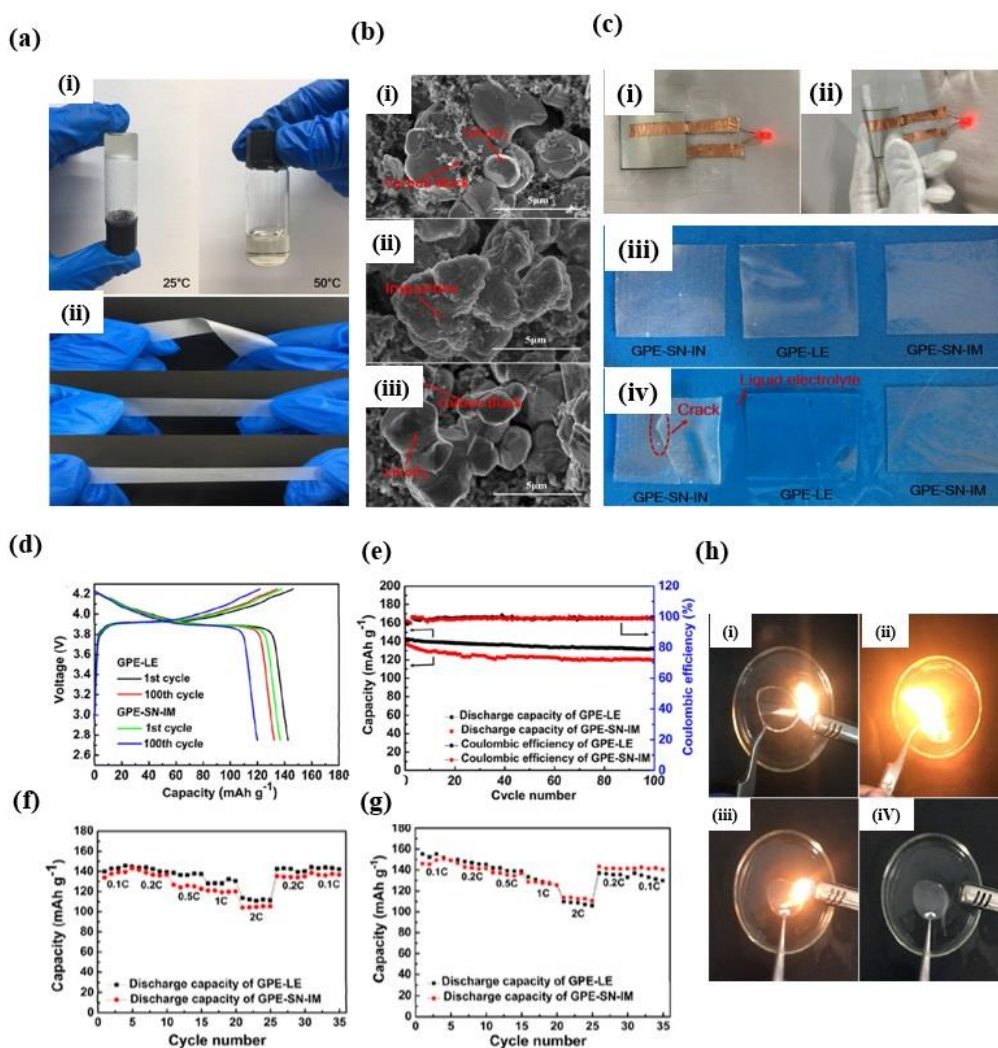 (a)
(i)
25°C
50°C
(ii)
(b)
(i)
Carbon Black
5μm
(ii)
Impurities
5μm
(iii)
Carbon Black
5μm
(c)
(i)
(ii)
(iii)
GPE-SN-IN
GPE-LE
GPE-SN-IM
(iv)
Liquid electrolyte
Crack
GPE-SN-IN
GPE-LE
GPE-SN-IM
(d)
Voltage (V)
4.2
3.9
3.6
3.4
3.1
2.8
2.6
GPE-LE
1st cycle
100th cycle
GPE-SN-IM
1st cycle
100th cycle
0 20 40 60 80 100 120 140 160 180
Capacity (mAh g⁻¹)
(e)
Capacity (mAh g⁻¹)
200
180
160
140
120
100
80
60
40
20
0
120
100
80
60
40
20
0
Coulombic efficiency (%)
Discharge capacity of GPE-LE
Discharge capacity of GPE-SN-IM
Coulombic efficiency of GPE-LE
Coulombic efficiency of GPE-SN-IM
20 40 60 80 100
Cycle number
(f)
Capacity (mAh g⁻¹)
180
160
140
120
100
80
60
40
20
0
0.1C
0.2C
0.5C
1C
2C
0.2C
0.1C
Discharge capacity of GPE-LE
Discharge capacity of GPE-SN-IM
0 5 10 15 20 25 30 35
Cycle number
(g)
Capacity (mAh g⁻¹)
180
160
140
120
100
80
60
40
20
0
0.1C
0.2C
0.5C
1C
2C
0.2C
0.1C
Discharge capacity of GPE-LE
Discharge capacity of GPE-SN-IM
0 5 10 15 20 25 30 35
Cycle number
(h)
(i)
(ii)
(iii)
(iV)